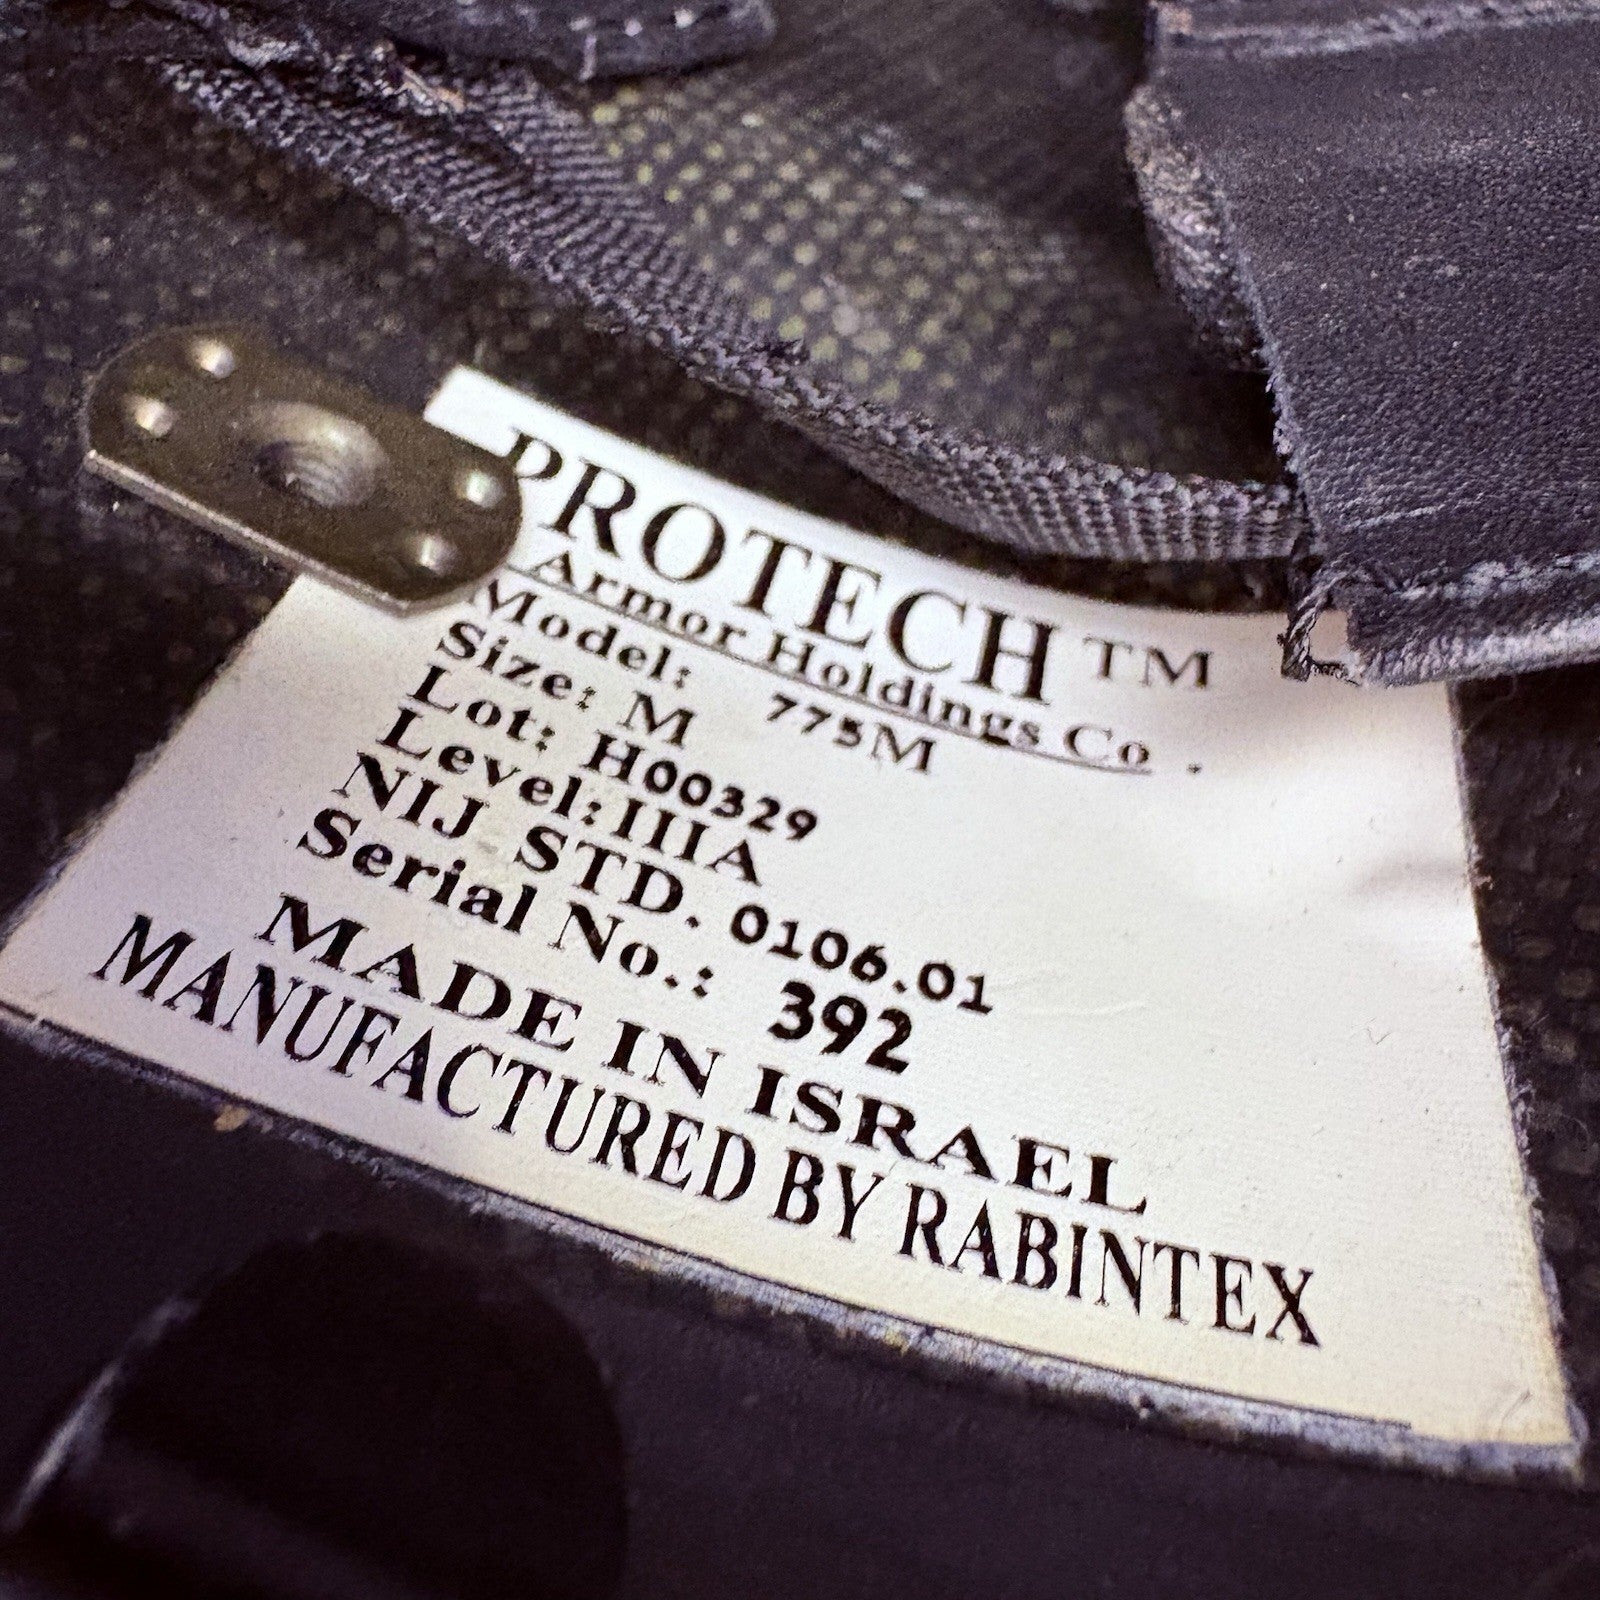 PROTECH™
Armor Holdings Co.
Model: 775M
Size: M
Lot: H00329
Level: IIIA
NIJ STD. 0106.01
Serial No.: 392
MADE IN ISRAEL
MANUFACTURED BY RABINTEX